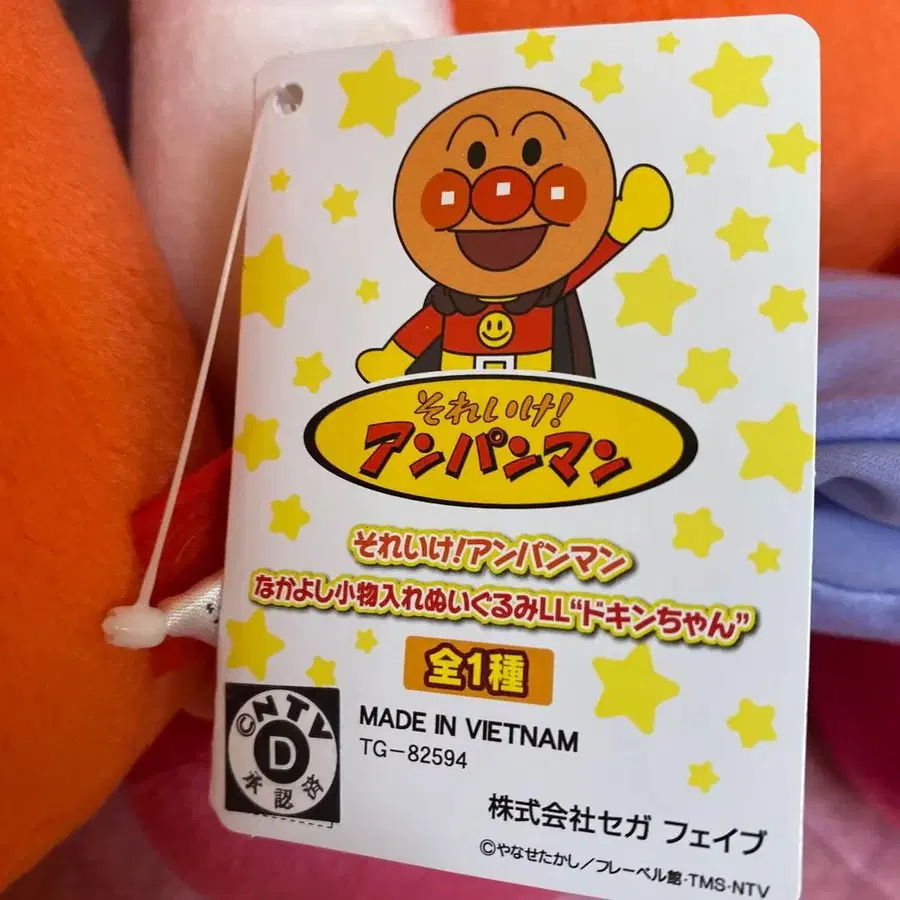 それいけ!
アンパンマン
それいけ!アンパンマン
なかよし小物入れぬいぐるみLL“ドキンちゃん”
全1種
©NTV
D
承認済
MADE IN VIETNAM
TG-82594
株式会社セガ フェイブ
©やなせたかし/フレーベル館・TMS・NTV